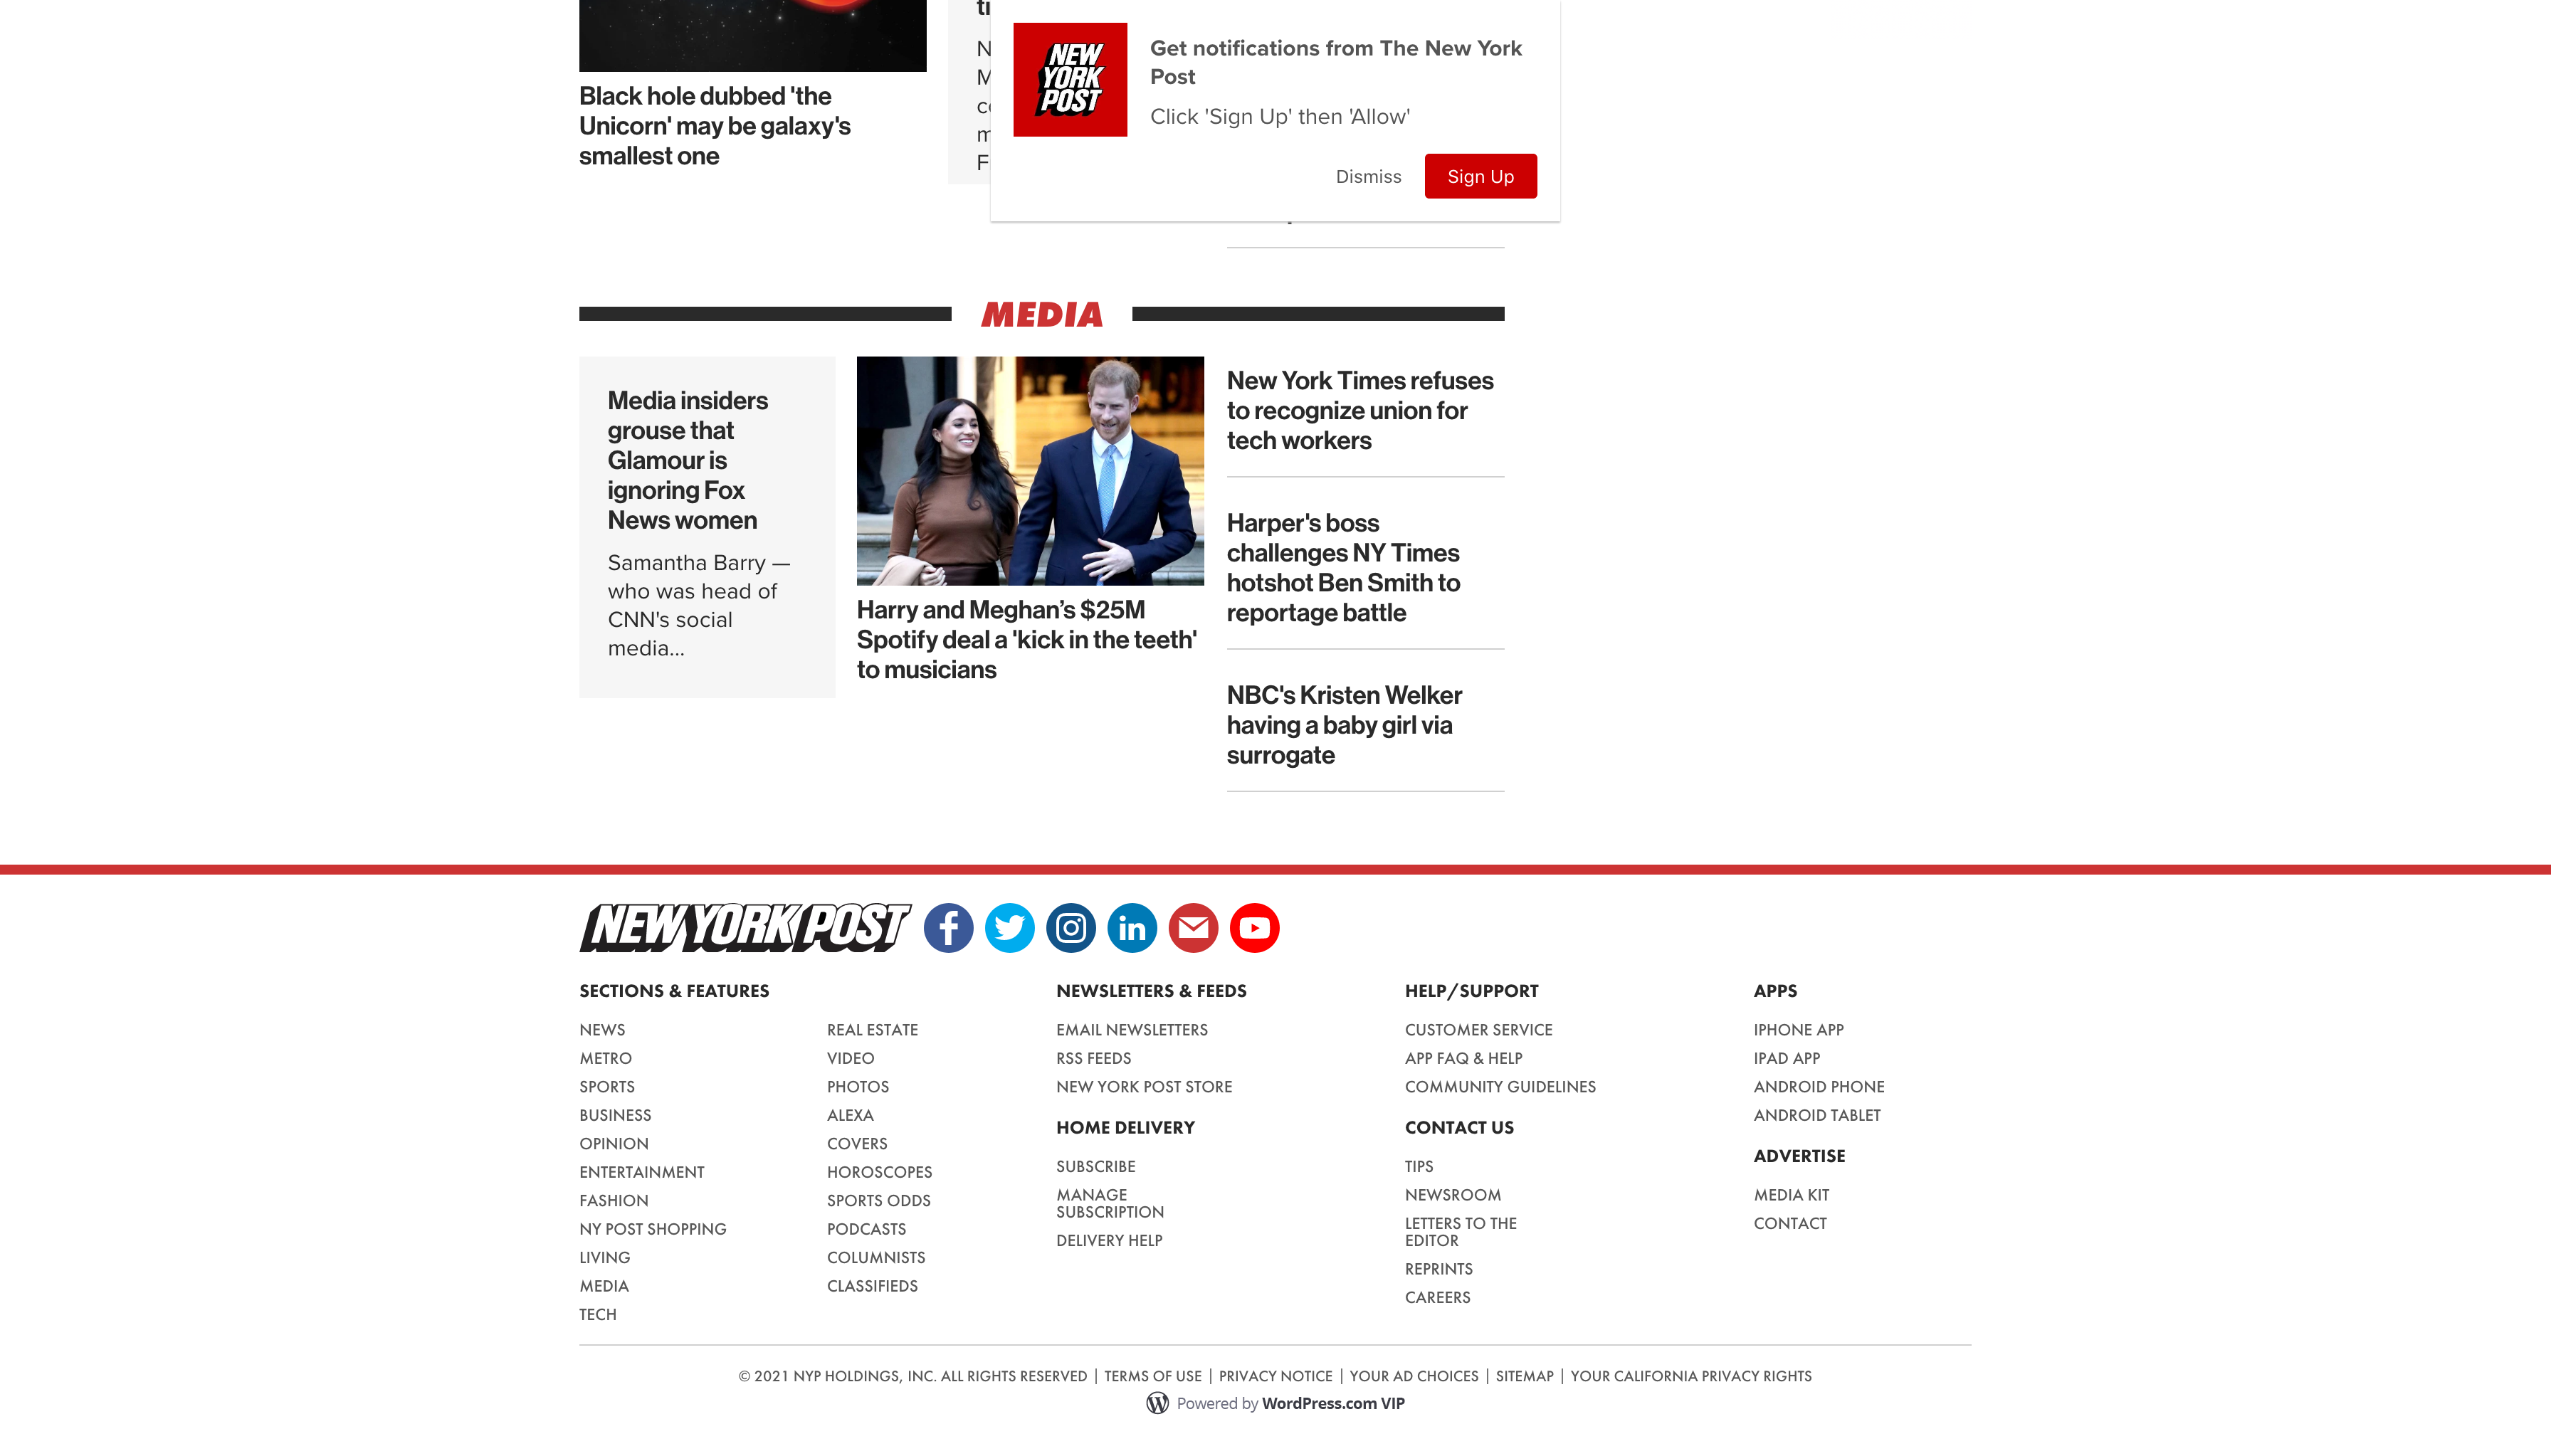 Get notifications from The New York
Post
Click 'Sign Up' then 'Allow'
Dismiss
Sign Up
NEW
YORK
POST
Black hole dubbed 'the
Unicorn' may be galaxy's
smallest one
MEDIA
Media insiders
grouse that
Glamour is
ignoring Fox
News women
Samantha Barry —
who was head of
CNN's social
media...
Harry and Meghan’s $25M
Spotify deal a 'kick in the teeth'
to musicians
New York Times refuses
to recognize union for
tech workers
Harper's boss
challenges NY Times
hotshot Ben Smith to
reportage battle
NBC's Kristen Welker
having a baby girl via
surrogate
NEW YORK POST
SECTIONS & FEATURES
NEWS
METRO
SPORTS
BUSINESS
OPINION
ENTERTAINMENT
FASHION
NY POST SHOPPING
LIVING
MEDIA
TECH
REAL ESTATE
VIDEO
PHOTOS
ALEXA
COVERS
HOROSCOPES
SPORTS ODDS
PODCASTS
COLUMNISTS
CLASSIFIEDS
NEWSLETTERS & FEEDS
EMAIL NEWSLETTERS
RSS FEEDS
NEW YORK POST STORE
HOME DELIVERY
SUBSCRIBE
MANAGE
SUBSCRIPTION
DELIVERY HELP
HELP/SUPPORT
CUSTOMER SERVICE
APP FAQ & HELP
COMMUNITY GUIDELINES
CONTACT US
TIPS
NEWSROOM
LETTERS TO THE
EDITOR
REPRINTS
CAREERS
APPS
IPHONE APP
IPAD APP
ANDROID PHONE
ANDROID TABLET
ADVERTISE
MEDIA KIT
CONTACT
© 2021 NYP HOLDINGS, INC. ALL RIGHTS RESERVED | TERMS OF USE | PRIVACY NOTICE | YOUR AD CHOICES | SITEMAP | YOUR CALIFORNIA PRIVACY RIGHTS
Powered by WordPress.com VIP